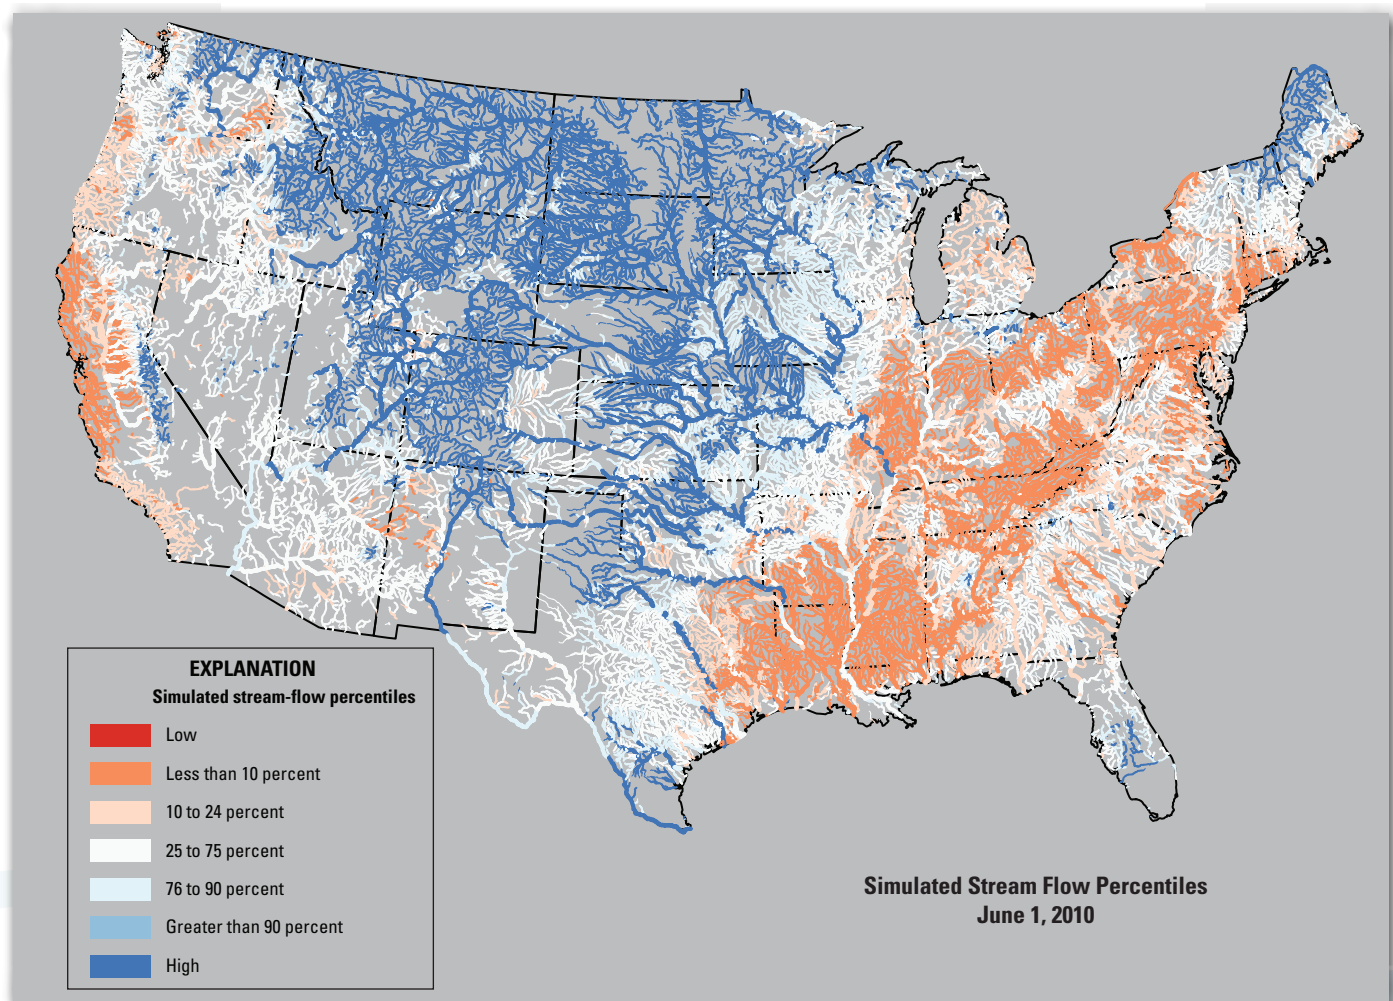 EXPLANATION
Simulated stream-flow percentiles
Low
Less than 10 percent
10 to 24 percent
25 to 75 percent
76 to 90 percent
Greater than 90 percent
High
Simulated Stream Flow Percentiles
June 1, 2010